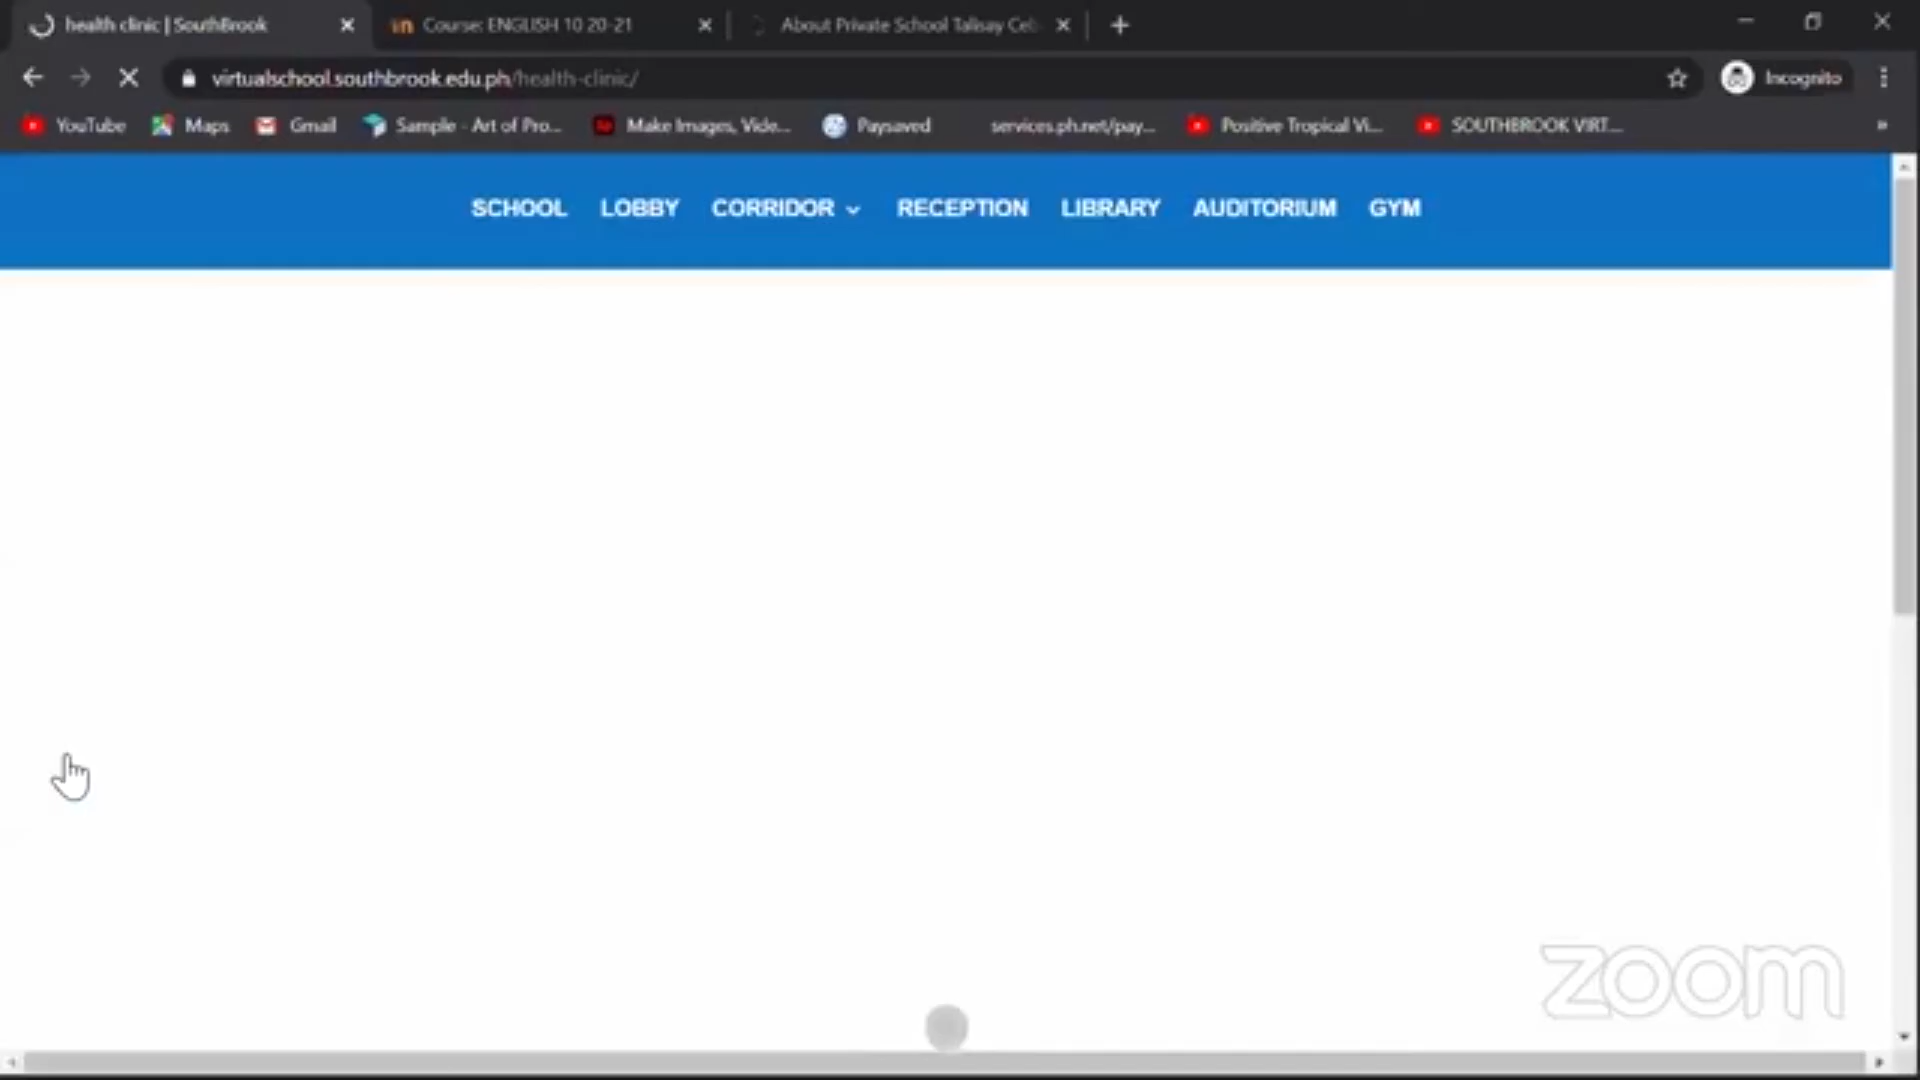 health clinic | SouthBrook
Course: ENGLISH 10 20-21
About Private School Talisay Ceb
virtualschool.southbrook.edu.ph/health-clinic/
Incognito
YouTube Maps Gmail Sample - Art of Pro... Make Images, Vide... Paysaved services.ph.net/pay... Positive Tropical Vi... SOUTHBROOK VIRT...
SCHOOL LOBBY CORRIDOR RECEPTION LIBRARY AUDITORIUM GYM
zoom